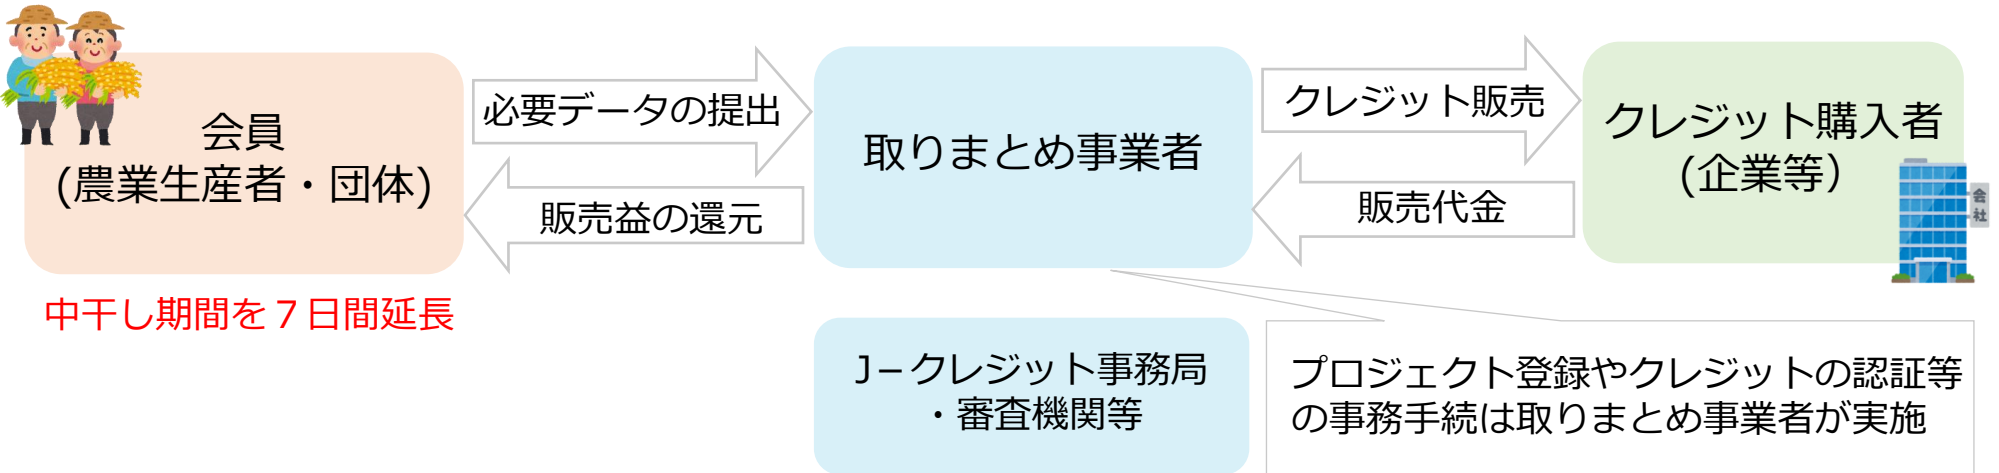 会員
(農業生産者・団体)
中干し期間を７日間延長
必要データの提出
販売益の還元
取りまとめ事業者
クレジット販売
販売代金
クレジット購入者
(企業等）
会社
J－クレジット事務局
・審査機関等
プロジェクト登録やクレジットの認証等
の事務手続は取りまとめ事業者が実施